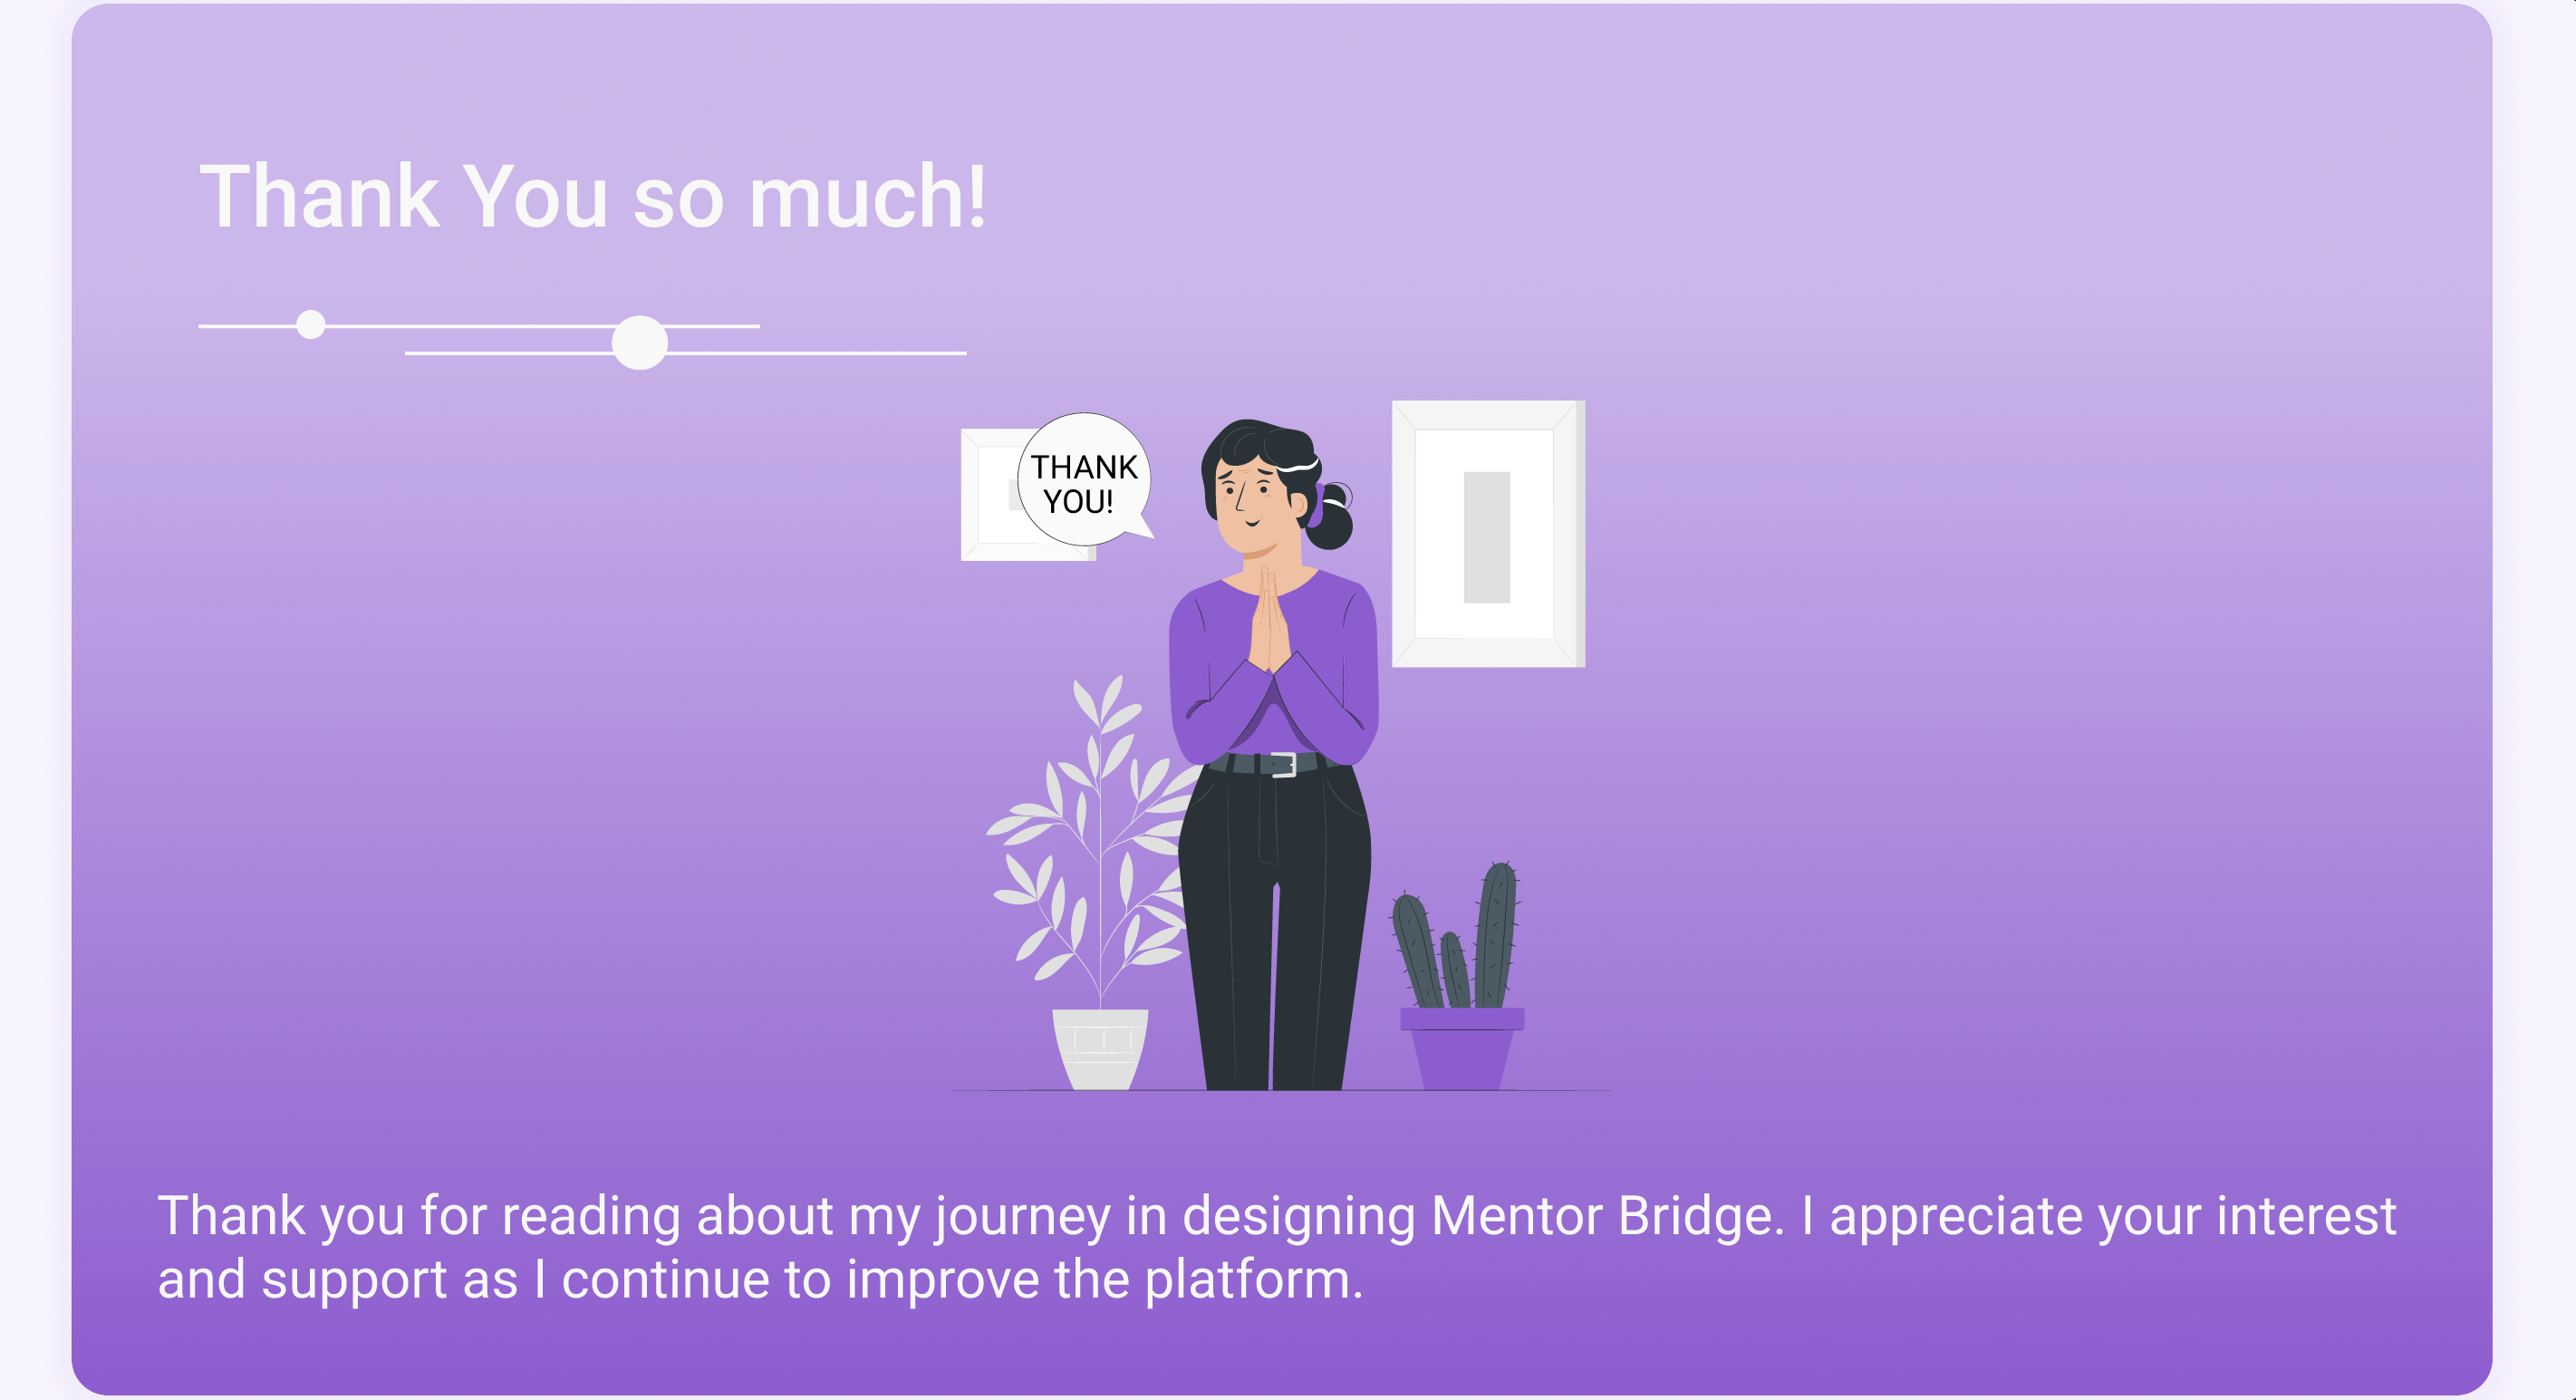 Thank You so much!
THANK
YOU!
Thank you for reading about my journey in designing Mentor Bridge. I appreciate your interest
and support as I continue to improve the platform.